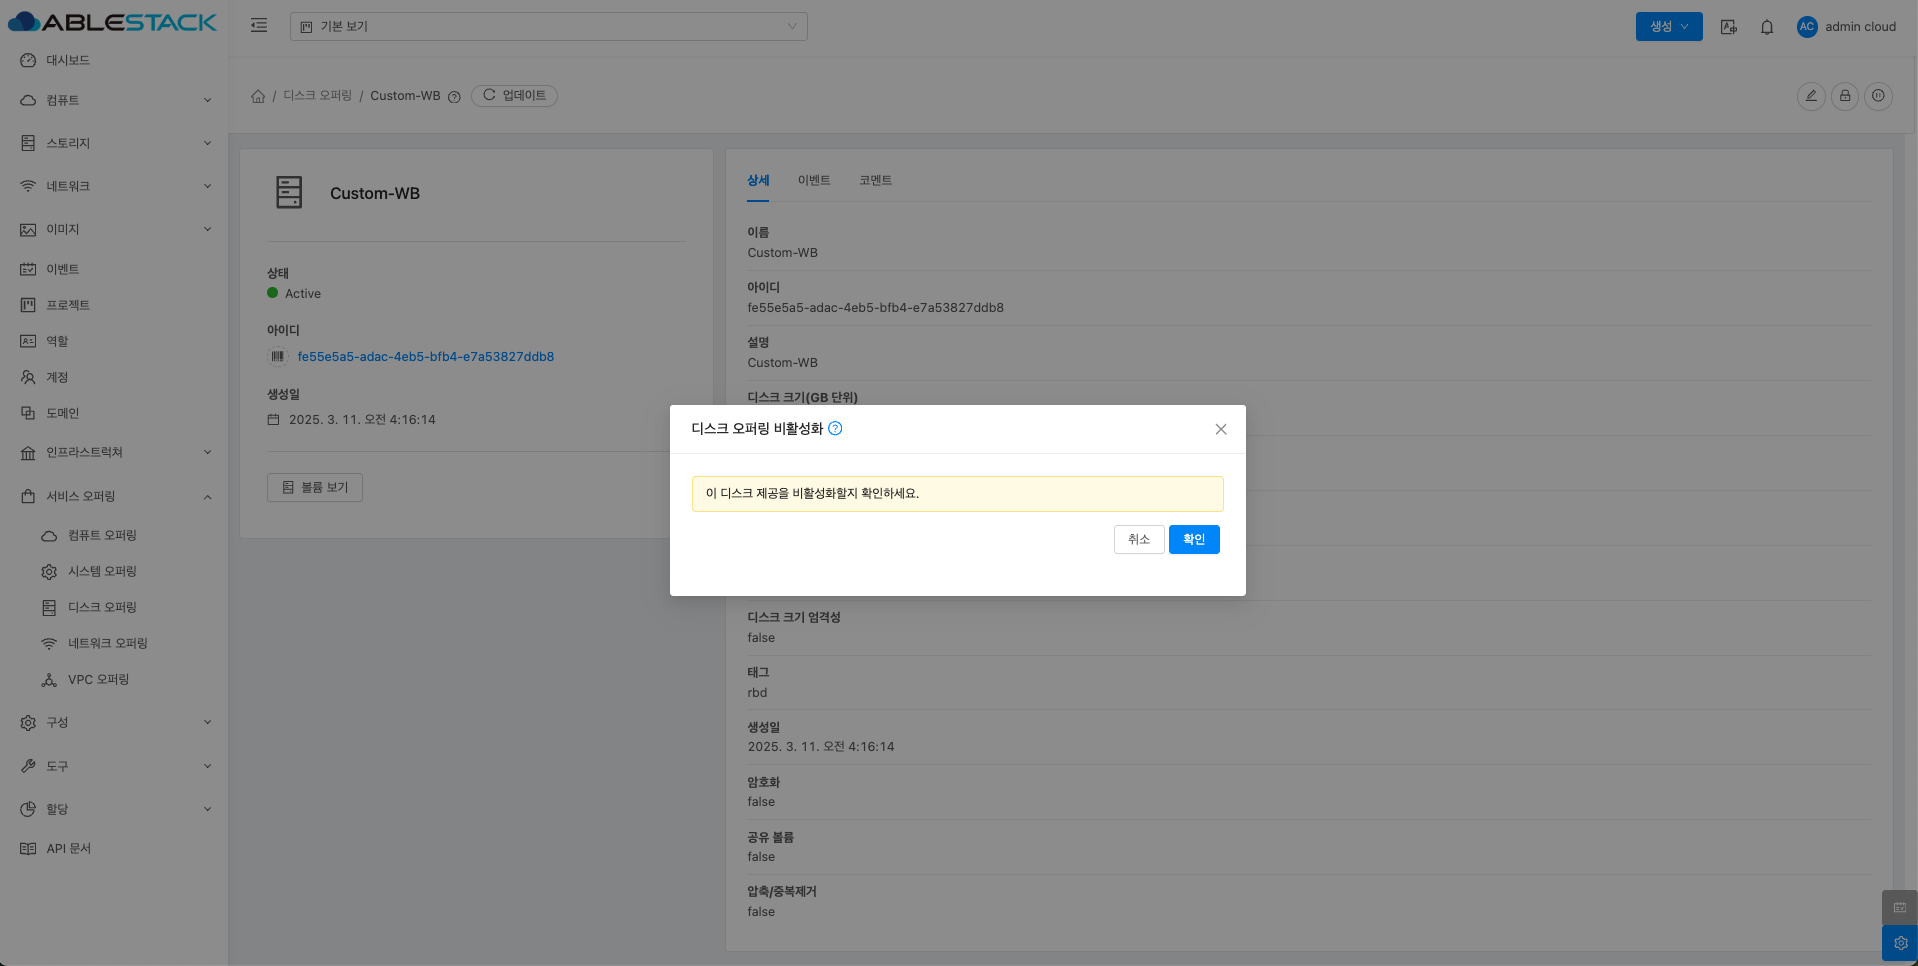 ABLESTACK
기본 보기
생성
AC
admin cloud
대시보드
컴퓨트
스토리지
네트워크
이미지
이벤트
프로젝트
역할
계정
도메인
인프라스트럭쳐
서비스 오퍼링
컴퓨트 오퍼링
시스템 오퍼링
디스크 오퍼링
네트워크 오퍼링
VPC 오퍼링
구성
도구
할당
API 문서
/ 디스크 오퍼링 / Custom-WB
업데이트
Custom-WB
상태
Active
아이디
fe55e5a5-adac-4eb5-bfb4-e7a53827ddb8
생성일
2025. 3. 11. 오전 4:16:14
볼륨 보기
상세
이벤트
코멘트
이름
Custom-WB
아이디
fe55e5a5-adac-4eb5-bfb4-e7a53827ddb8
설명
Custom-WB
디스크 크기(GB 단위)
디스크 오퍼링 비활성화
이 디스크 제공을 비활성화할지 확인하세요.
취소
확인
디스크 크기 엄격성
false
태그
rbd
생성일
2025. 3. 11. 오전 4:16:14
암호화
false
공유 볼륨
false
압축/중복제거
false